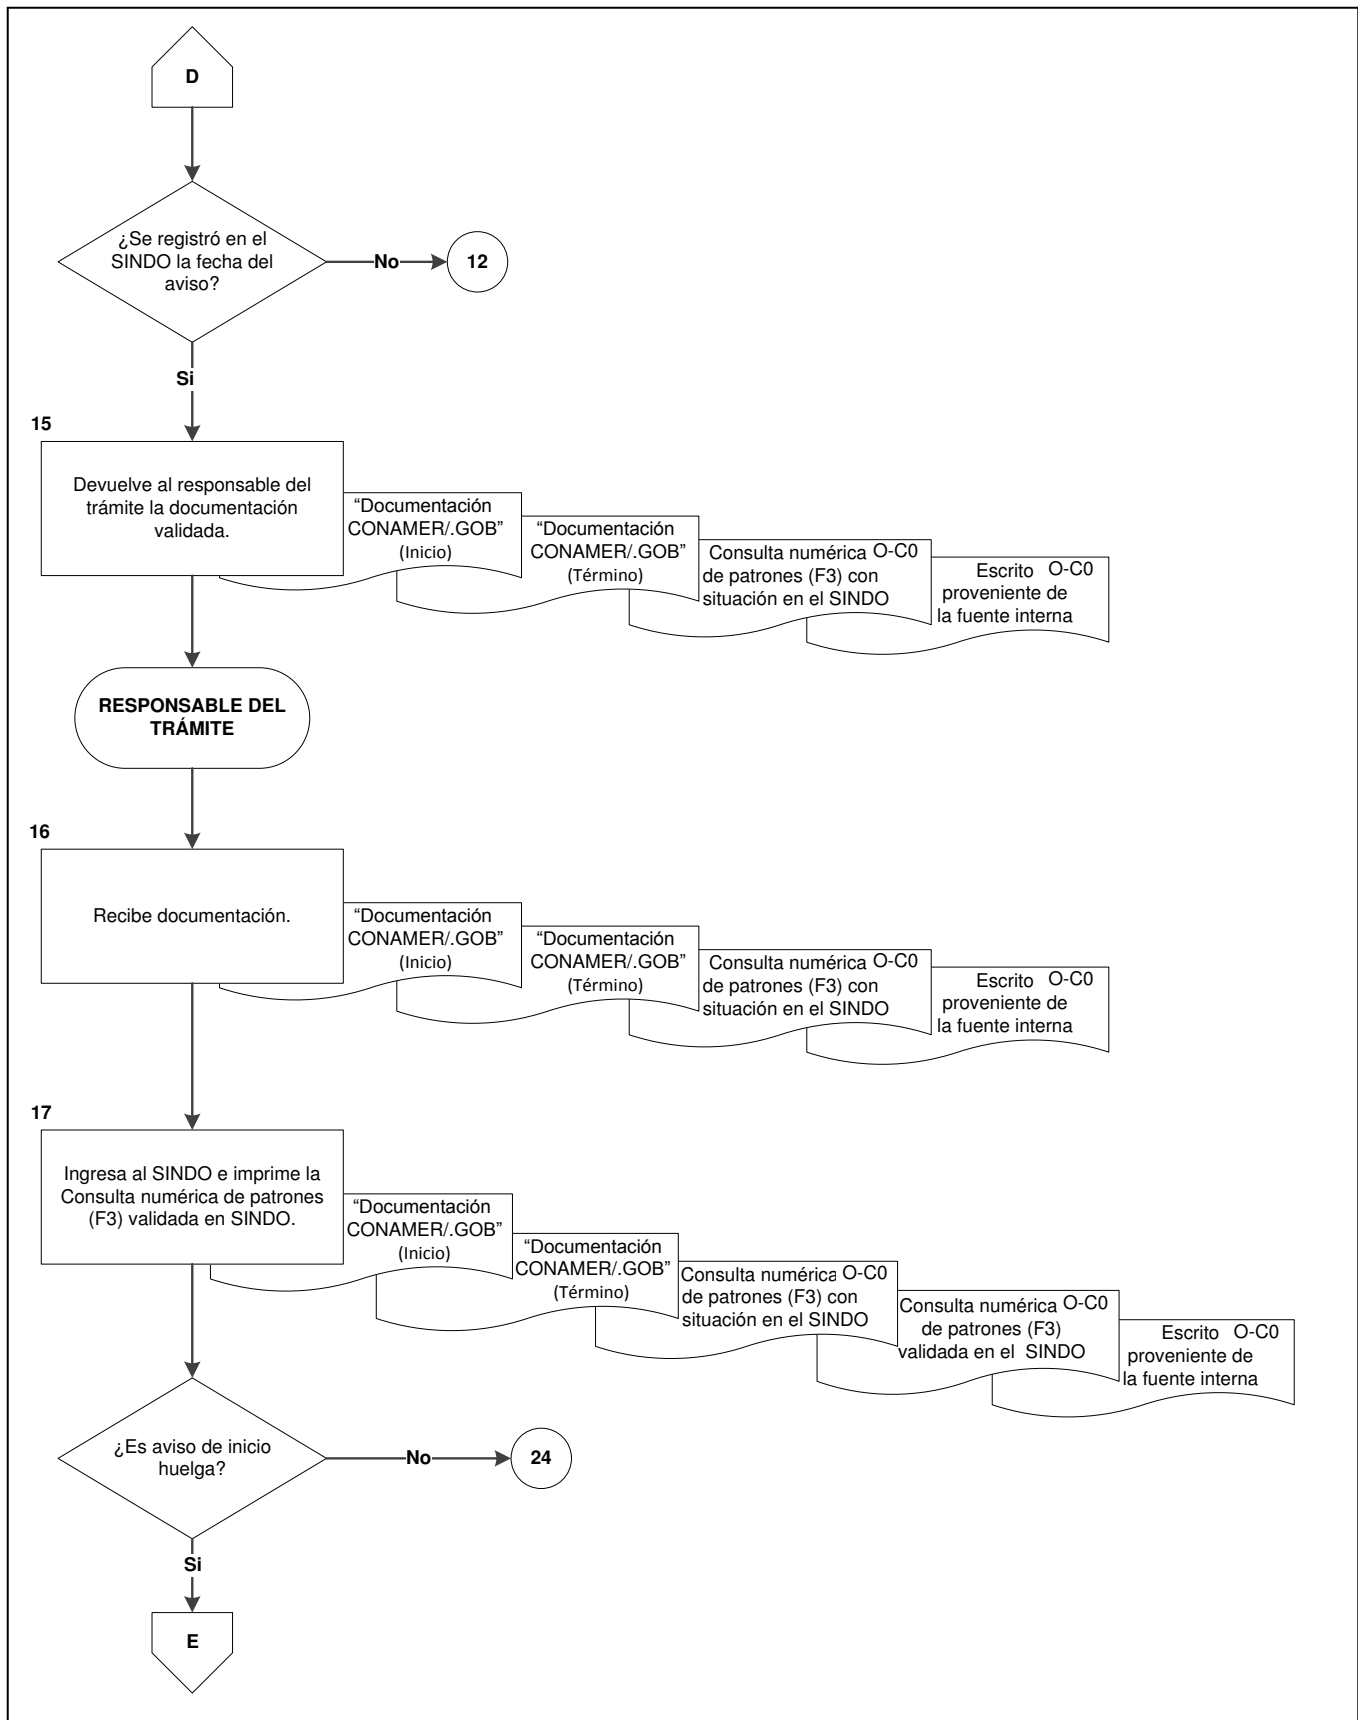 D
¿Se registró en el
SINDO la fecha del
aviso?
No
12
Si
15
Devuelve al responsable del
trámite la documentación
validada.
“Documentación
CONAMER/.GOB”
(Inicio)
“Documentación
CONAMER/.GOB”
(Término)
Consulta numérica O-C0
de patrones (F3) con
situación en el SINDO
Escrito O-C0
proveniente de
la fuente interna
RESPONSABLE DEL
TRÁMITE
16
Recibe documentación.
“Documentación
CONAMER/.GOB”
(Inicio)
“Documentación
CONAMER/.GOB”
(Término)
Consulta numérica O-C0
de patrones (F3) con
situación en el SINDO
Escrito O-C0
proveniente de
la fuente interna
17
Ingresa al SINDO e imprime la
Consulta numérica de patrones
(F3) validada en SINDO.
“Documentación
CONAMER/.GOB”
(Inicio)
“Documentación
CONAMER/.GOB”
(Término)
Consulta numérica O-C0
de patrones (F3) con
situación en el SINDO
Consulta numérica O-C0
de patrones (F3)
validada en el SINDO
Escrito O-C0
proveniente de
la fuente interna
¿Es aviso de inicio
huelga?
No
24
Si
E